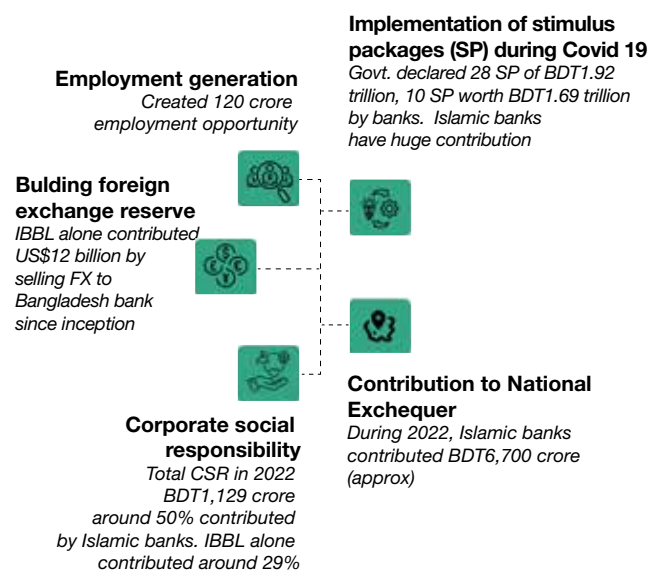 Implementation of stimulus
packages (SP) during Covid 19
Govt. declared 28 SP of BDT1.92
trillion, 10 SP worth BDT1.69 trillion
by banks. Islamic banks
have huge contribution
Employment generation
Created 120 crore
employment opportunity
Bulding foreign
exchange reserve
IBBL alone contributed
US$12 billion by
selling FX to
Bangladesh bank
since inception
Contribution to National
Exchequer
During 2022, Islamic banks
contributed BDT6,700 crore
(approx)
Corporate social
responsibility
Total CSR in 2022
BDT1,129 crore
around 50% contributed
by Islamic banks. IBBL alone
contributed around 29%